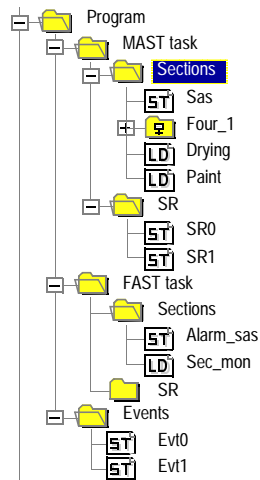 Program
MAST task
Sections
ST Sas
Four_1
LD Drying
LD Paint
SR
ST SR0
ST SR1
FAST task
Sections
ST Alarm_sas
LD Sec_mon
SR
Events
ST Evt0
ST Evt1